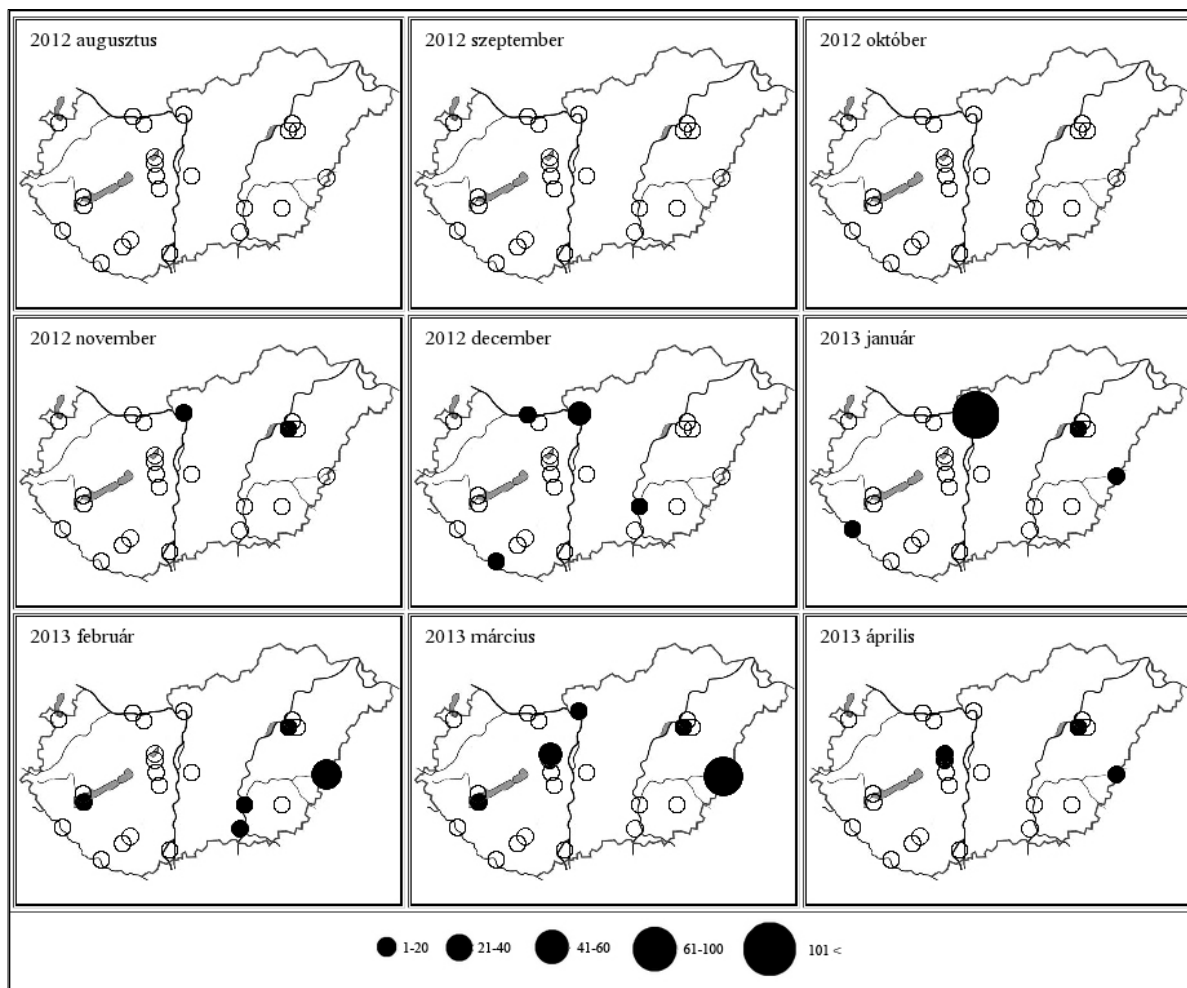 2012 augusztus
2012 szeptember
2012 október
2012 november
2012 december
2013 január
2013 február
2013 március
2013 április
1-20 21-40 41-60 61-100 101 <